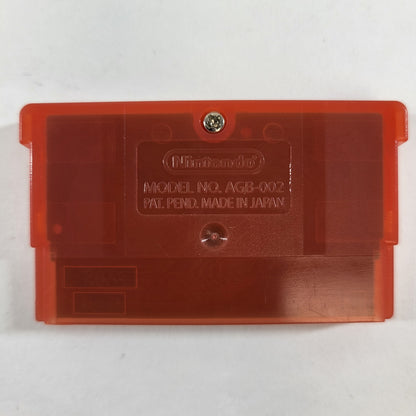 Nintendo®
MODEL NO. AGB-002
PAT. PEND. MADE IN JAPAN